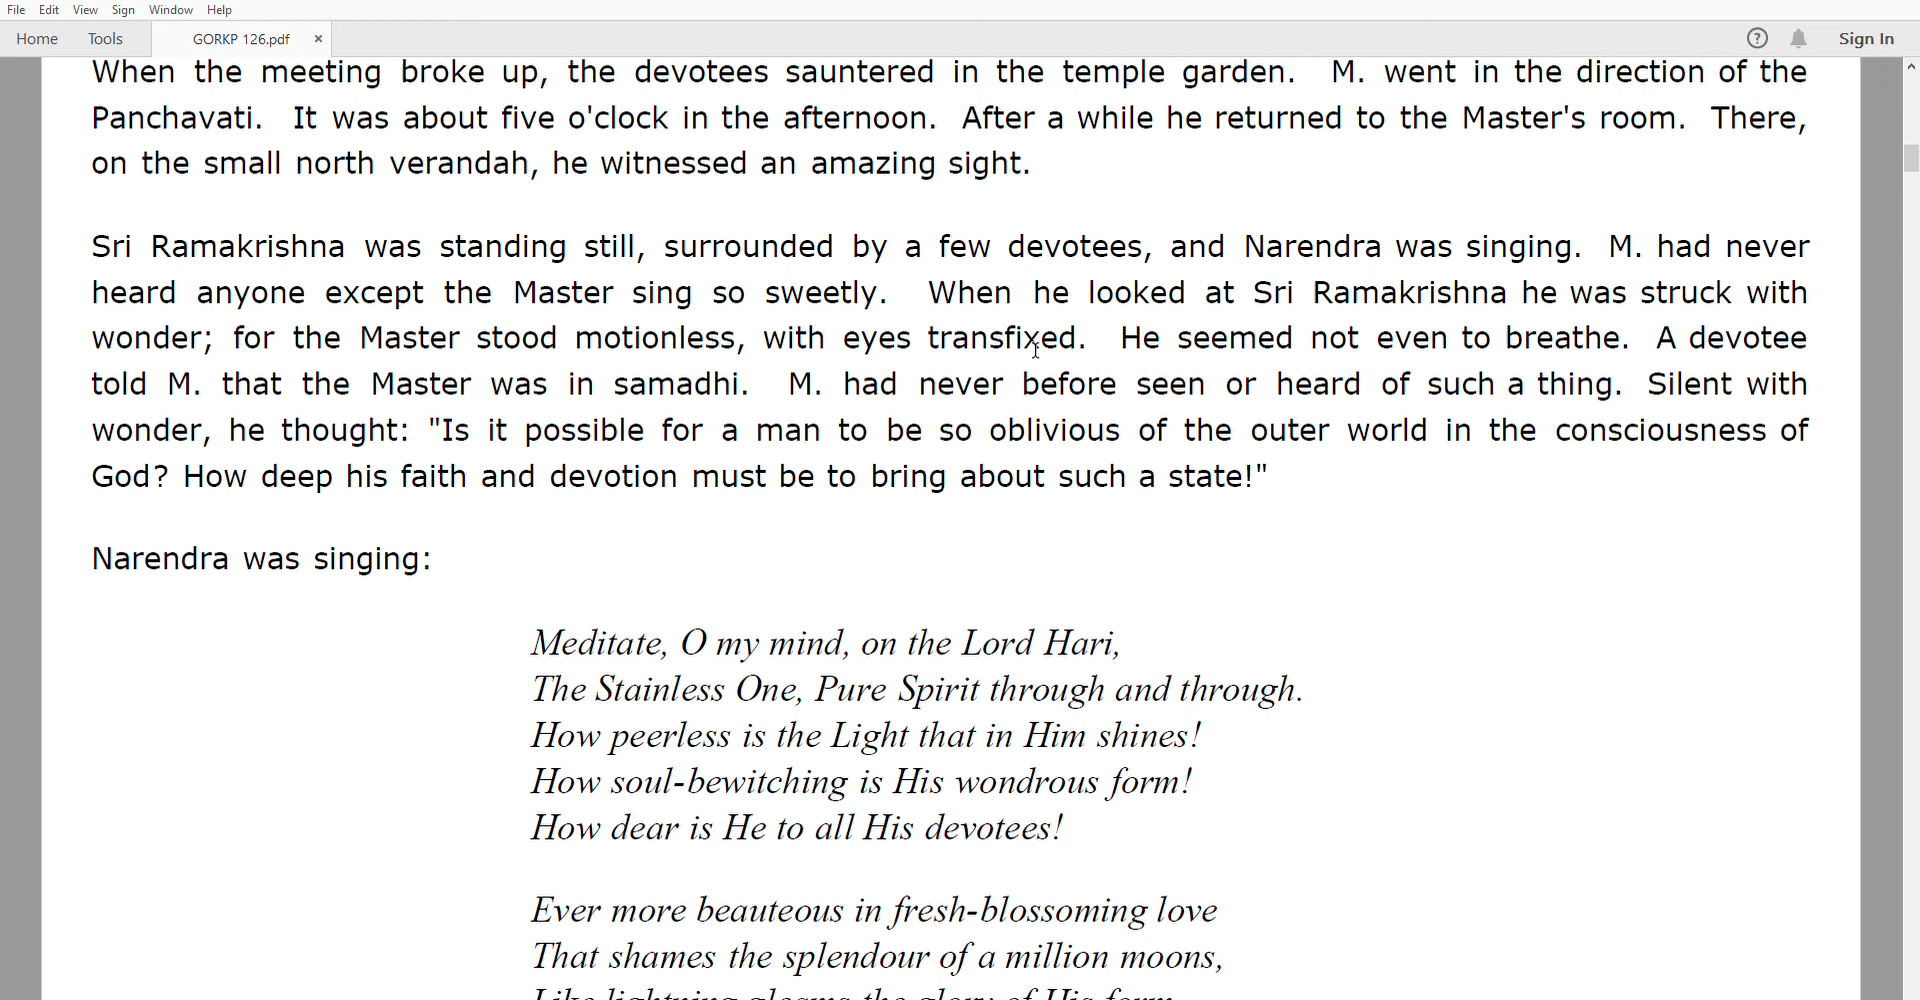 File Edit View Sign Window Help
Home Tools GORKP 126.pdf × ? Sign In
When the meeting broke up, the devotees sauntered in the temple garden. M. went in the direction of the
Panchavati. It was about five o'clock in the afternoon. After a while he returned to the Master's room. There,
on the small north verandah, he witnessed an amazing sight.
Sri Ramakrishna was standing still, surrounded by a few devotees, and Narendra was singing. M. had never
heard anyone except the Master sing so sweetly. When he looked at Sri Ramakrishna he was struck with
wonder; for the Master stood motionless, with eyes transfixed. He seemed not even to breathe. A devotee
told M. that the Master was in samadhi. M. had never before seen or heard of such a thing. Silent with
wonder, he thought: "Is it possible for a man to be so oblivious of the outer world in the consciousness of
God? How deep his faith and devotion must be to bring about such a state!"
Narendra was singing:
Meditate, O my mind, on the Lord Hari,
The Stainless One, Pure Spirit through and through.
How peerless is the Light that in Him shines!
How soul-bewitching is His wondrous form!
How dear is He to all His devotees!
Ever more beauteous in fresh-blossoming love
That shames the splendour of a million moons,
Like lightning gleams the glory of His form,